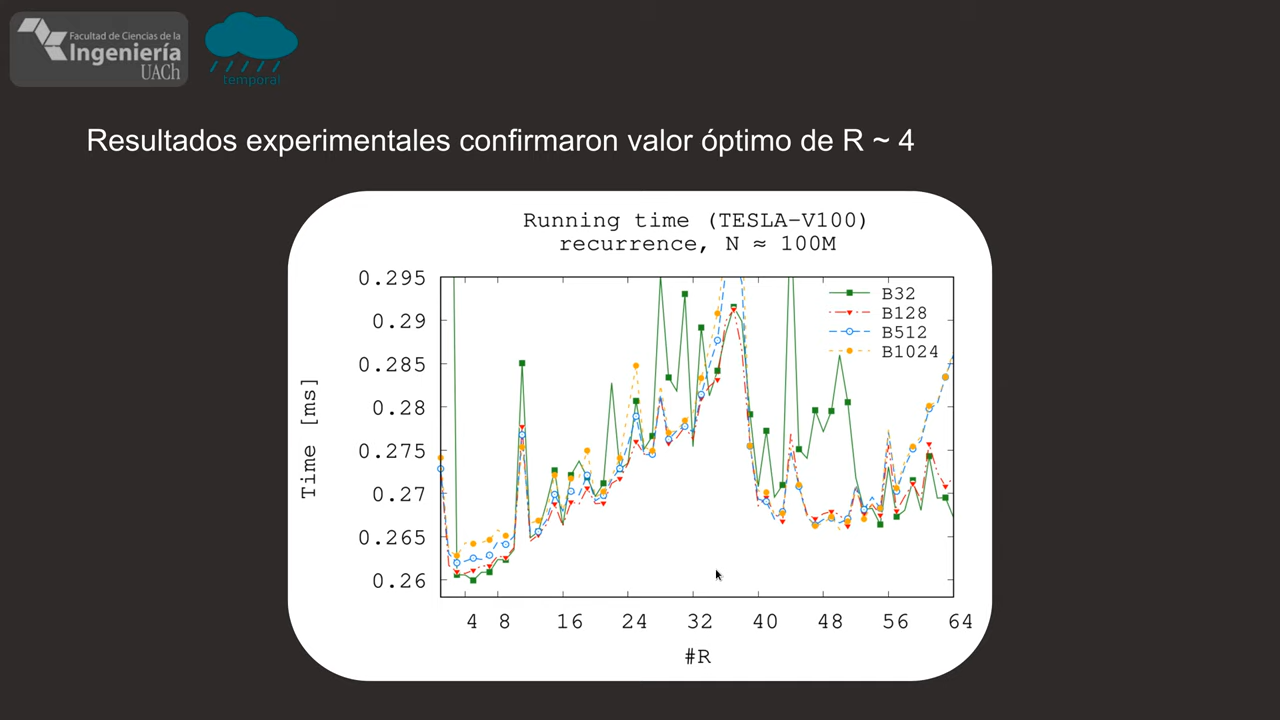 Facultad de Ciencias de la
Ingeniería
UACh
temporal
Resultados experimentales confirmaron valor óptimo de R ~ 4
Running time (TESLA-V100)
recurrence, N ≈ 100M
0.295
0.29
0.285
0.28
0.275
0.27
0.265
0.26
Time [ms]
B32
B128
B512
B1024
4 8 16 24 32 40 48 56 64
#R